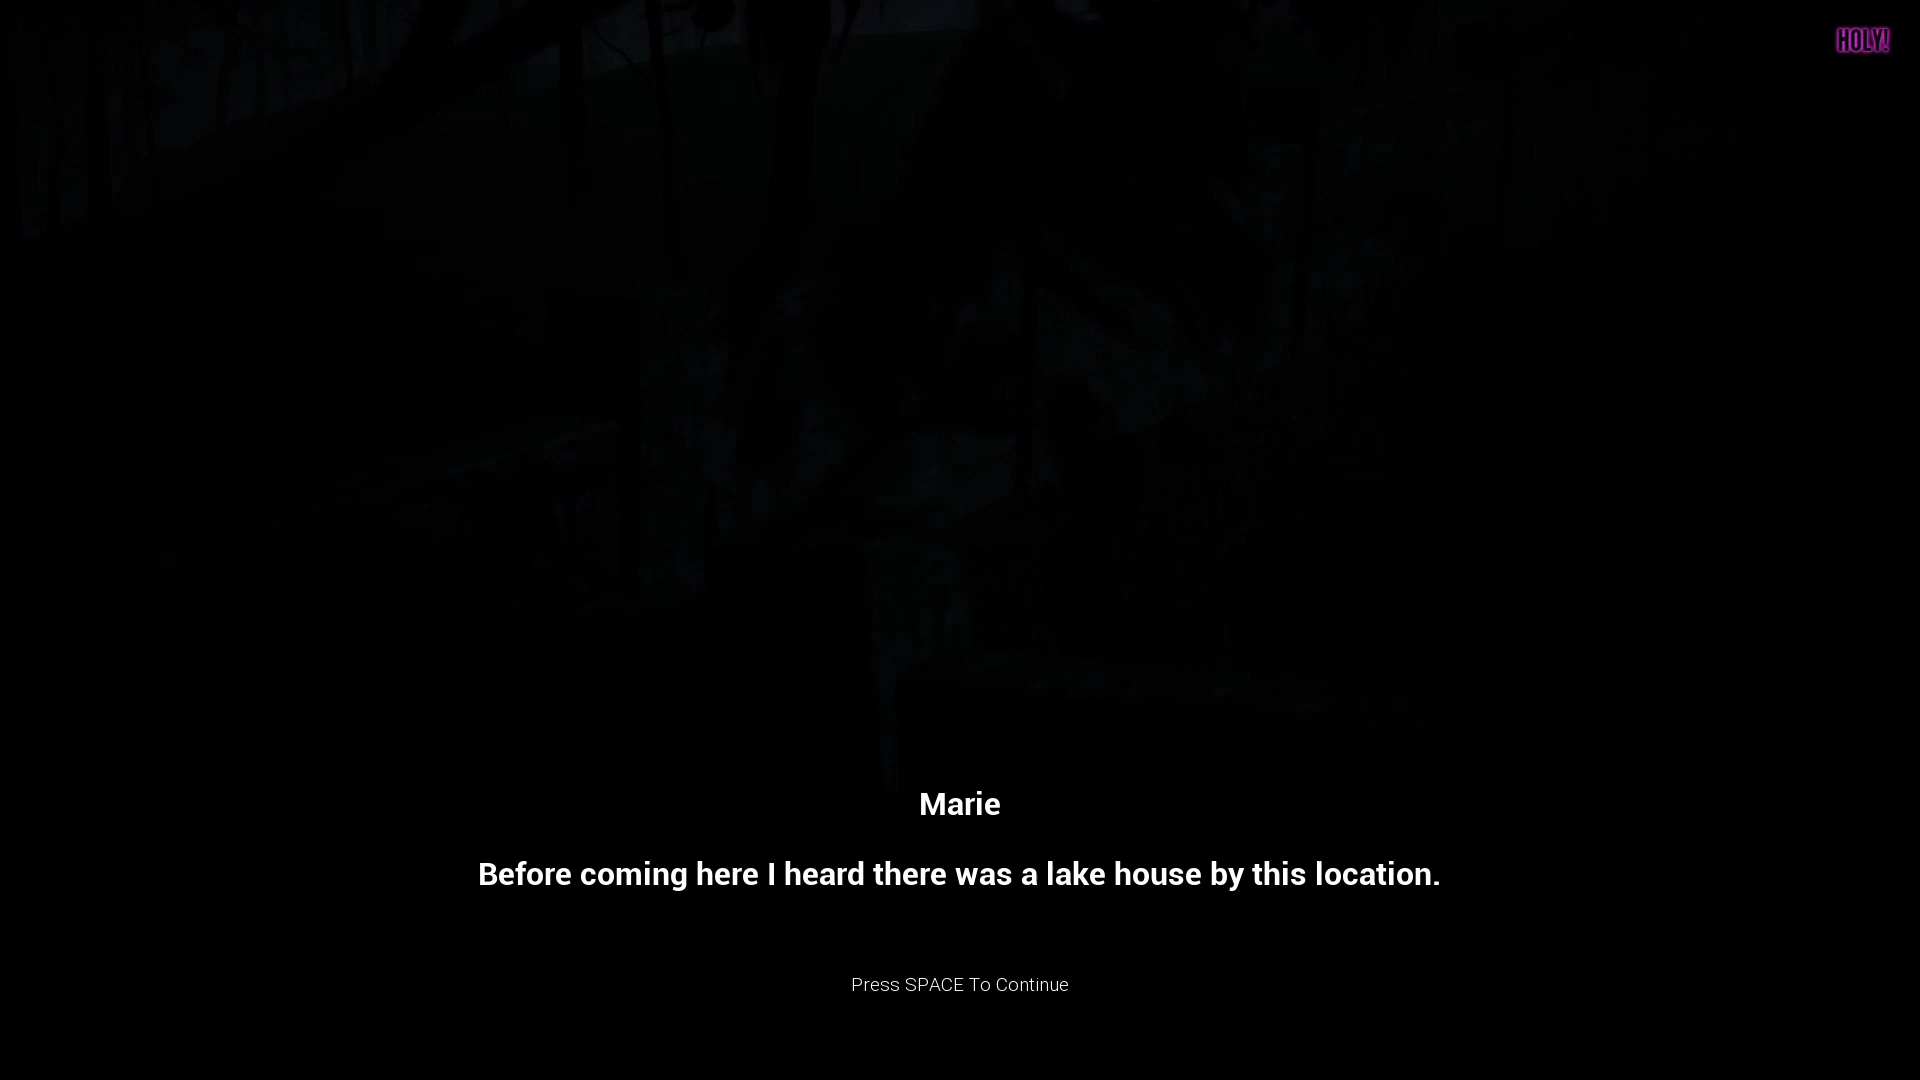 HOLY!
Marie
Before coming here I heard there was a lake house by this location.
Press SPACE To Continue